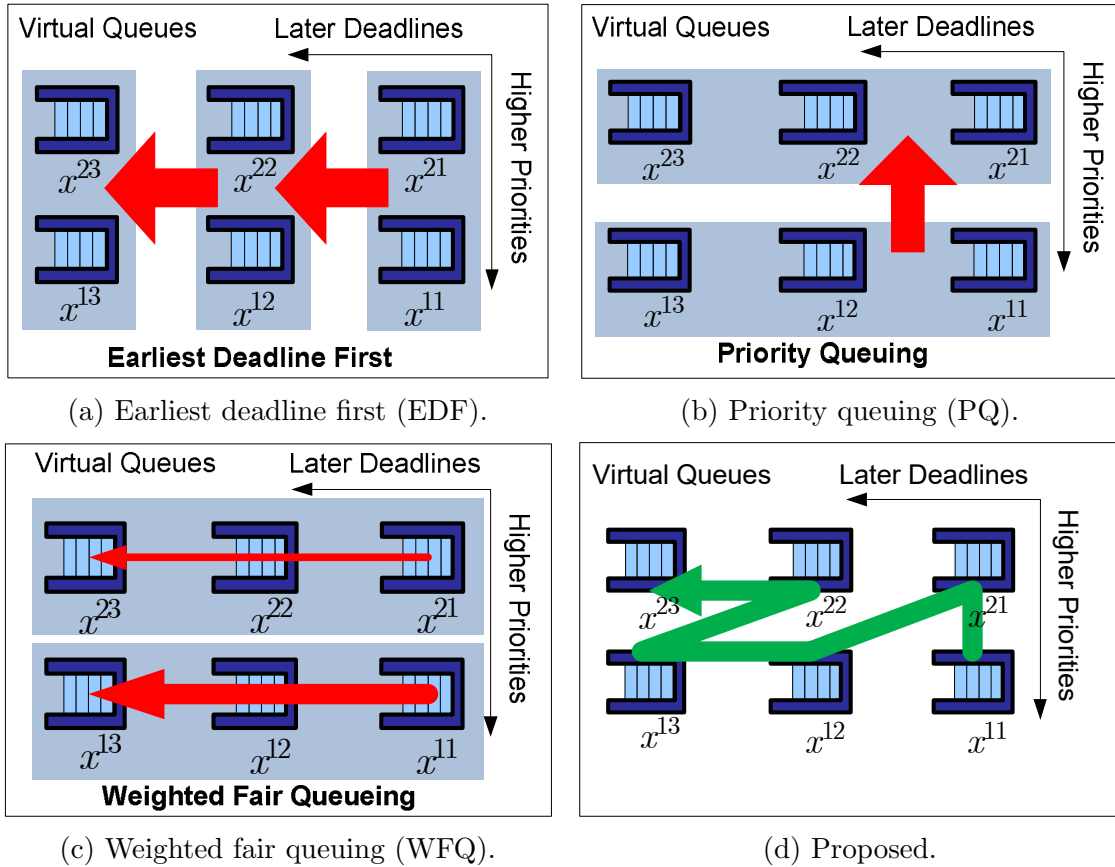 Virtual Queues Later Deadlines
Higher Priorities
x^{23} x^{22} x^{21}
x^{13} x^{12} x^{11}
Earliest Deadline First
(a) Earliest deadline first (EDF).
Virtual Queues Later Deadlines
Higher Priorities
x^{23} x^{22} x^{21}
x^{13} x^{12} x^{11}
Priority Queuing
(b) Priority queuing (PQ).
Virtual Queues Later Deadlines
Higher Priorities
x^{23} x^{22} x^{21}
x^{13} x^{12} x^{11}
Weighted Fair Queueing
(c) Weighted fair queuing (WFQ).
Virtual Queues Later Deadlines
Higher Priorities
x^{23} x^{22} x^{21}
x^{13} x^{12} x^{11}
(d) Proposed.